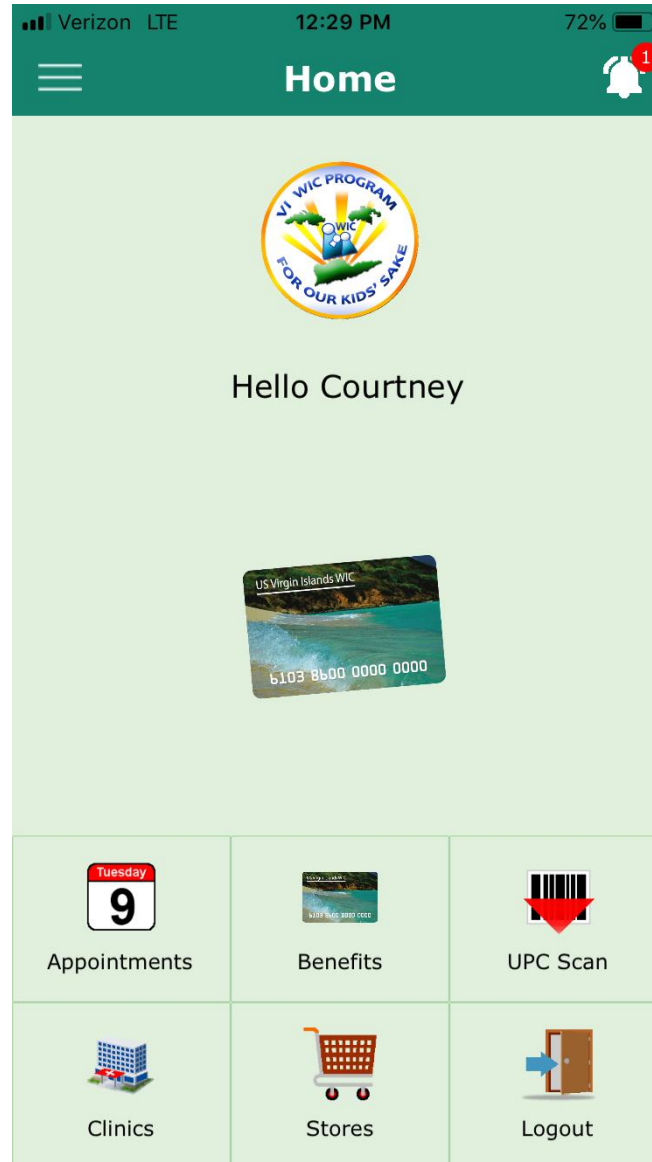 Verizon LTE 12:29 PM 72%
Home
1
VI WIC PROGRAM
WIC
FOR OUR KIDS' SAKE
Hello Courtney
US Virgin Islands WIC
6103 8600 0000 0000
Tuesday
9
Appointments
Benefits
UPC Scan
Clinics
Stores
Logout